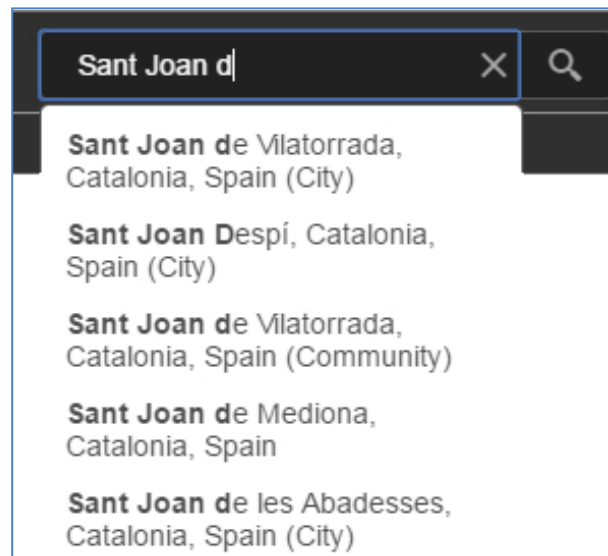 Sant Joan d
Sant Joan de Vilatorrada,
Catalonia, Spain (City)
Sant Joan Despí, Catalonia,
Spain (City)
Sant Joan de Vilatorrada,
Catalonia, Spain (Community)
Sant Joan de Mediona,
Catalonia, Spain
Sant Joan de les Abadesses,
Catalonia, Spain (City)